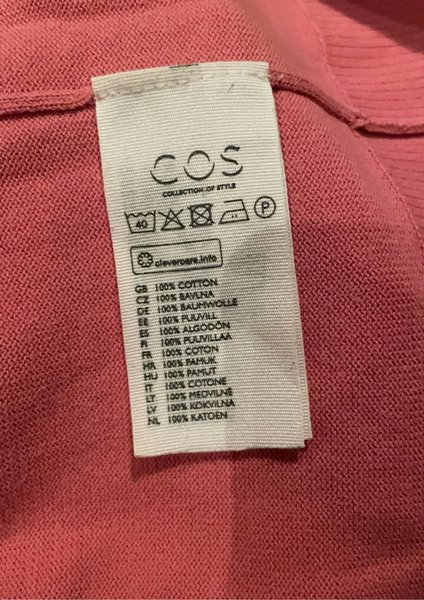 COS
COLLECTION OF STYLE
40 P
clevercare.info
GB 100% COTTON
CZ 100% BAVLNA
DE 100% BAUMWOLLE
EE 100% PUUVILL
ES 100% ALGODÓN
FI 100% PUUVILLAA
FR 100% COTON
HR 100% PAMUK
HU 100% PAMUT
IT 100% COTONE
LT 100% MEDVILNĖ
LV 100% KOKVILNA
NL 100% KATOEN